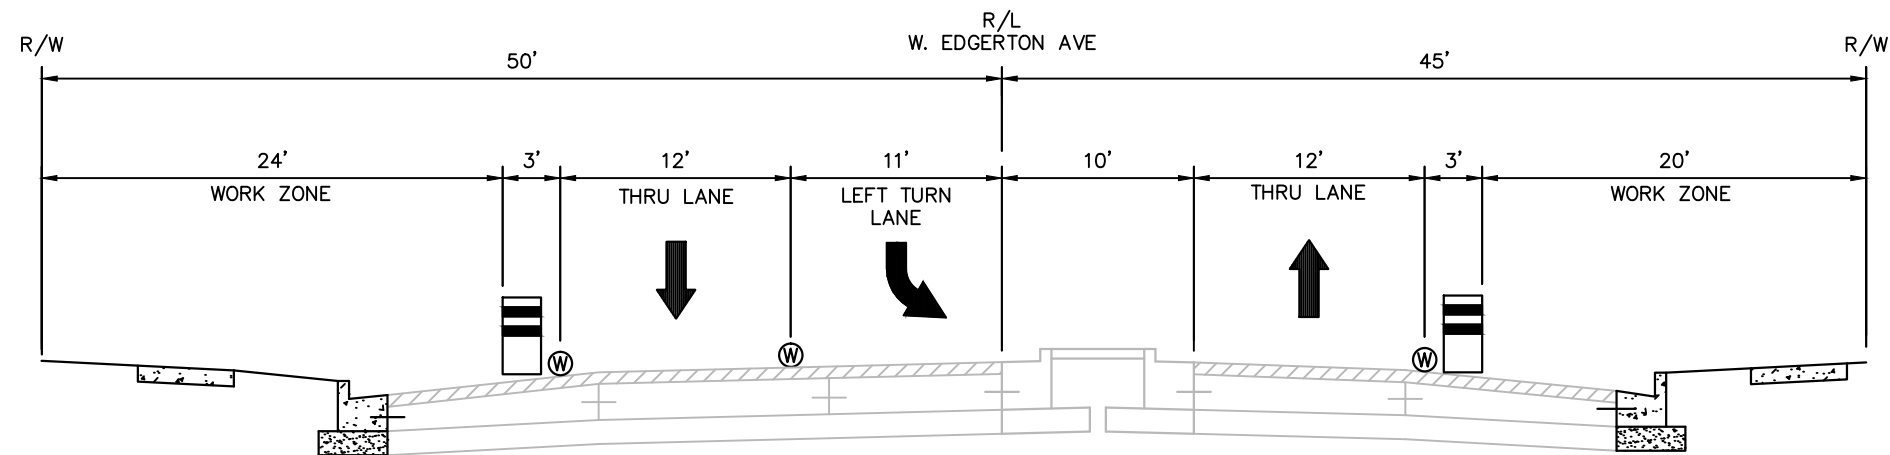 R/L
W. EDGERTON AVE
R/W
R/W
50'
45'
24'
3'
12'
11'
10'
12'
3'
20'
WORK ZONE
THRU LANE
LEFT TURN
LANE
THRU LANE
WORK ZONE
W
W
W